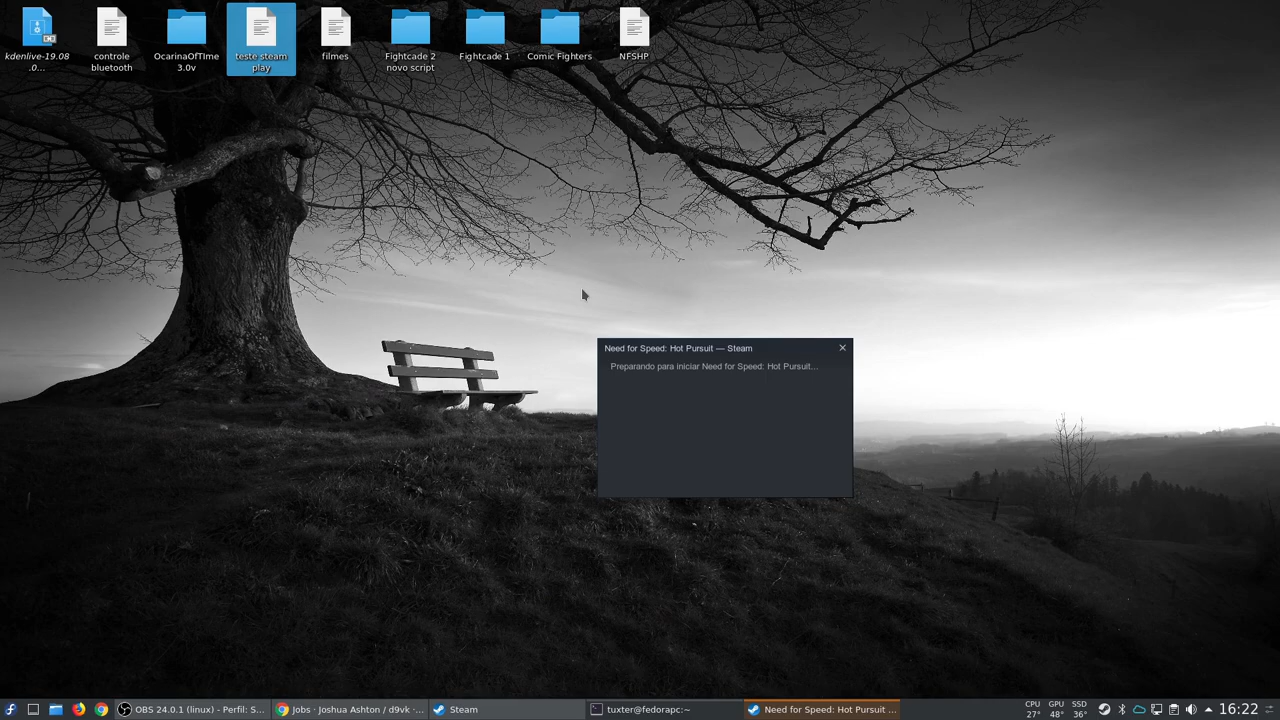 kdenlive-19.08
.0...
controle
bluetooth
OcarinaOfTIme
3.0v
teste steam
play
filmes
Fightcade 2
novo script
Fightcade 1
Comic Fighters
NFSHP
Need for Speed: Hot Pursuit — Steam
Preparando para iniciar Need for Speed: Hot Pursuit...
OBS 24.0.1 (linux) - Perfil: S...
Jobs · Joshua Ashton / d9vk ·...
Steam
tuxter@fedorapc:~
Need for Speed: Hot Pursuit ...
CPU
27°
GPU
48°
SSD
36°
16:22